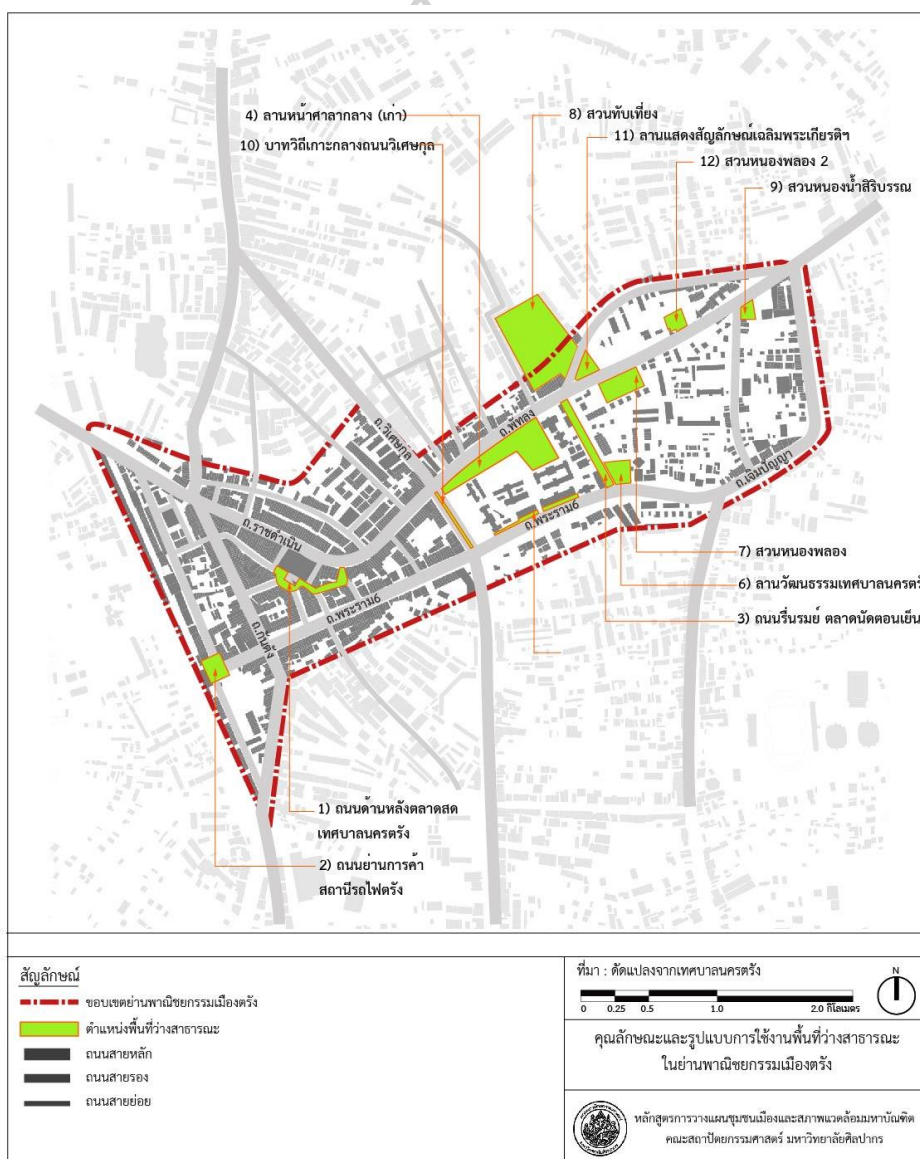 4) ลานหน้าศาลากลาง (เก่า)
8) สวนทับเที่ยง
10) บาทวิถีเกาะกลางถนนวิเศษกุล
11) ลานแสดงสัญลักษณ์เฉลิมพระเกียรติฯ
12) สวนหนองพลอง 2
9) สวนหนองน้ำสิริบรรณ
ถ.วิเศษกุล
ถ.พัทลุง
ถ.เจิมปัญญา
ถ.พระราม6
ถ.ราชดำเนิน
ถ.พระราม6
ถ.กันตัง
7) สวนหนองพลอง
6) ลานวัฒนธรรมเทศบาลนครตรั
3) ถนนรื่นรมย์ ตลาดนัดตอนเย็น
1) ถนนด้านหลังตลาดสด
เทศบาลนครตรัง
2) ถนนย่านการค้า
สถานีรถไฟตรัง
สัญลักษณ์
ขอบเขตย่านพาณิชยกรรมเมืองตรัง
ตำแหน่งพื้นที่ว่างสาธารณะ
ถนนสายหลัก
ถนนสายรอง
ถนนสายย่อย
ที่มา : ดัดแปลงจากเทศบาลนครตรัง
N
0 0.25 0.5 1.0 2.0 กิโลเมตร
คุณลักษณะและรูปแบบการใช้งานพื้นที่ว่างสาธารณะ
ในย่านพาณิชยกรรมเมืองตรัง
หลักสูตรการวางแผนชุมชนเมืองและสภาพแวดล้อมมหาบัณฑิต
คณะสถาปัตยกรรมศาสตร์ มหาวิทยาลัยศิลปากร